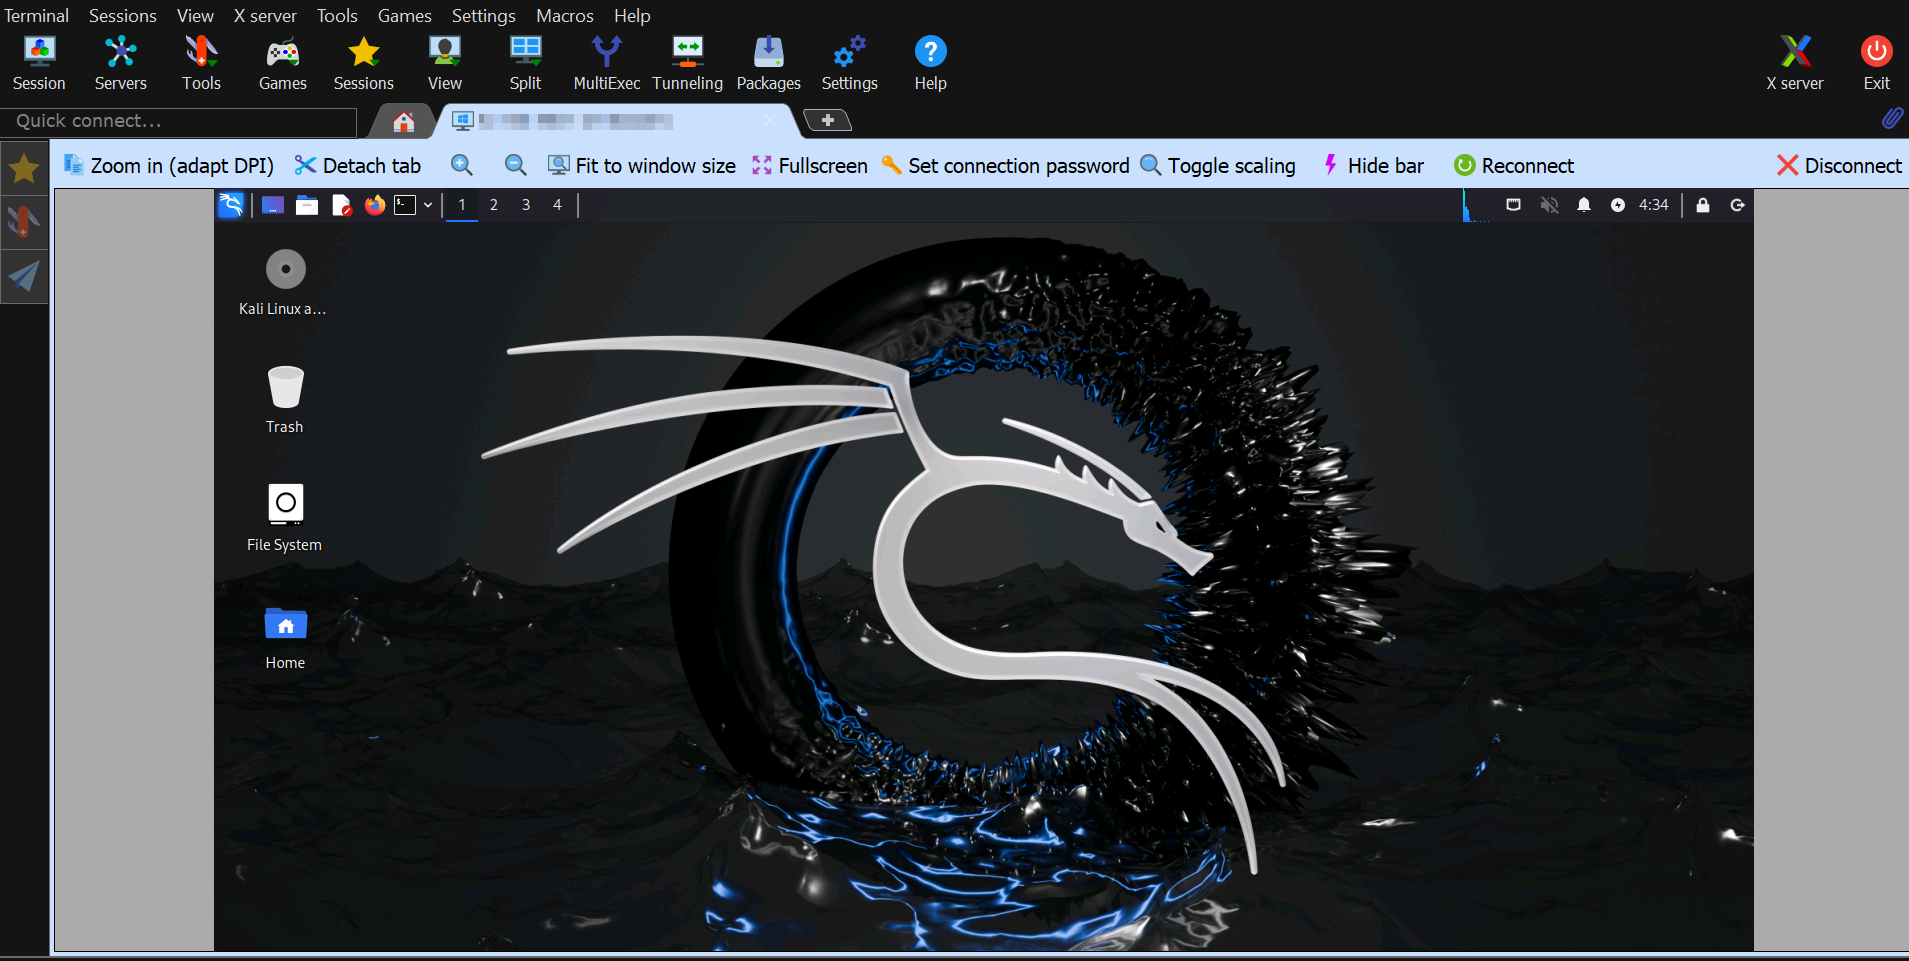 Terminal Sessions View X server Tools Games Settings Macros Help
Session Servers Tools Games Sessions View Split MultiExec Tunneling Packages Settings Help X server Exit
Quick connect...
Zoom in (adapt DPI) Detach tab Fit to window size Fullscreen Set connection password Toggle scaling Hide bar Reconnect Disconnect
1 2 3 4 4:34
Kali Linux a...
Trash
File System
Home